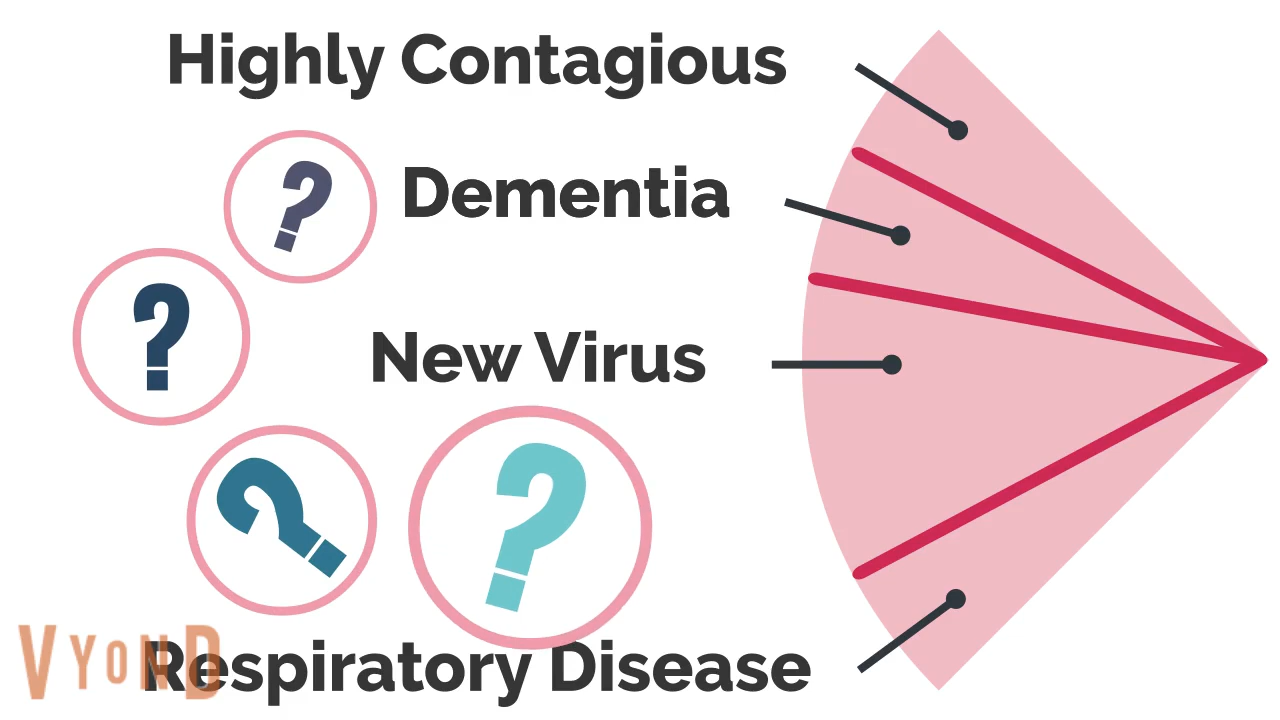 Highly Contagious
?
Dementia
?
New Virus
?
?
Respiratory Disease
VYOND